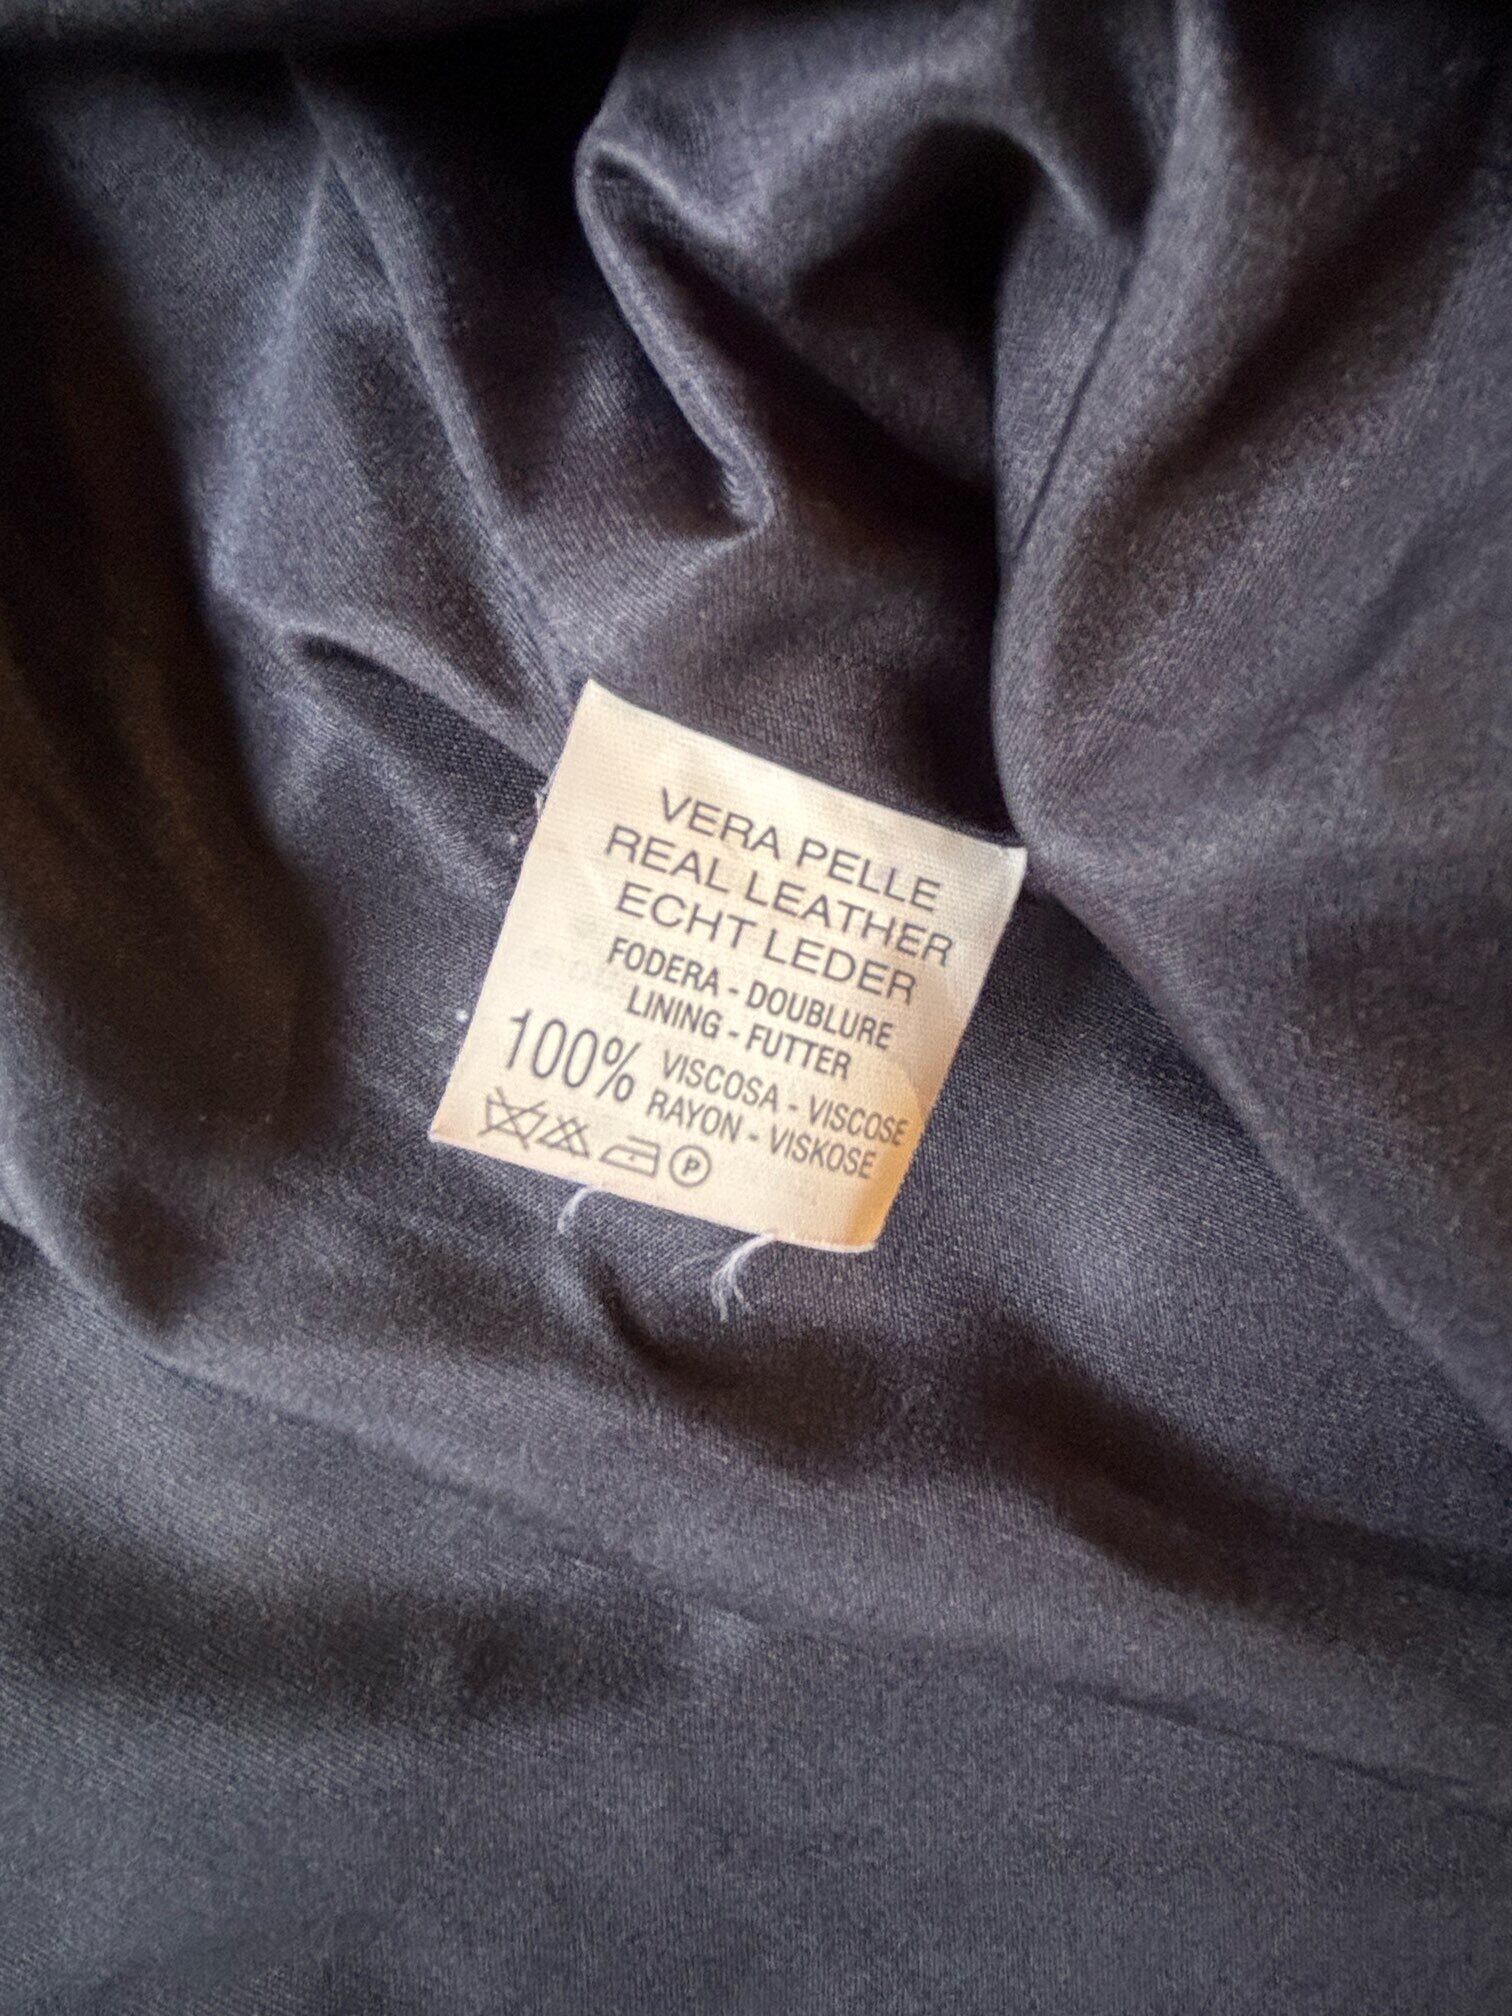 VERA PELLE
REAL LEATHER
ECHT LEDER
FODERA - DOUBLURE
LINING - FUTTER
100% VISCOSA - VISCOSE
RAYON - VISKOSE
P